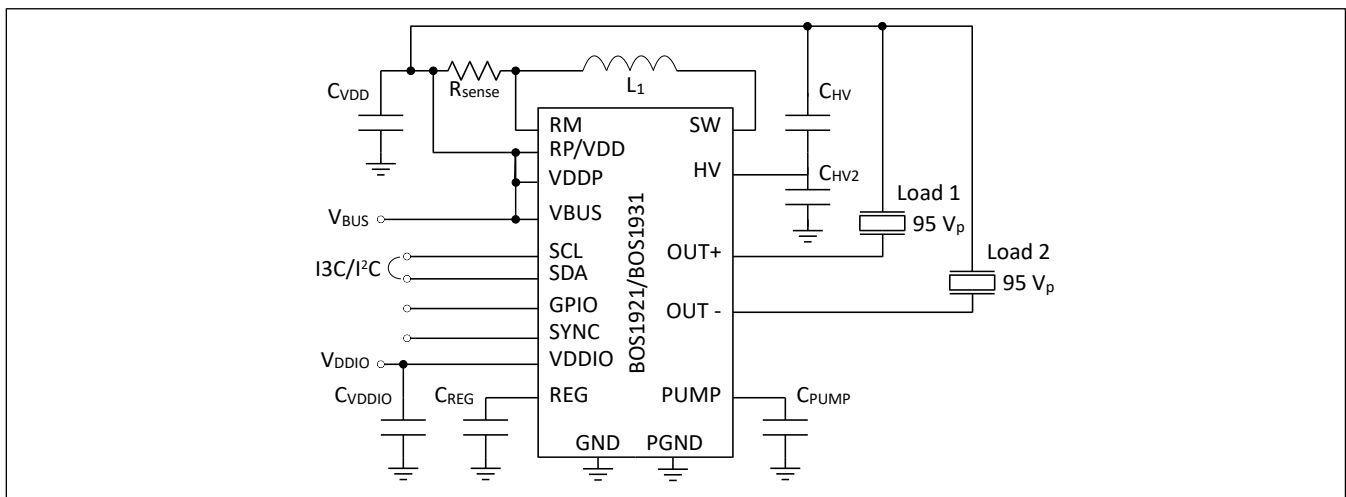 CVDD
Rsense
L1
CHV
RM
SW
RP/VDD
HV
CHV2
VDDP
Load 1
VBUS
VBUS
95 Vp
SCL
OUT+
Load 2
I3C/I²C
SDA
95 Vp
GPIO
OUT -
SYNC
BOS1921/BOS1931
VDDIO
VDDIO
CVDDIO
CREG
REG
PUMP
CPUMP
GND
PGND